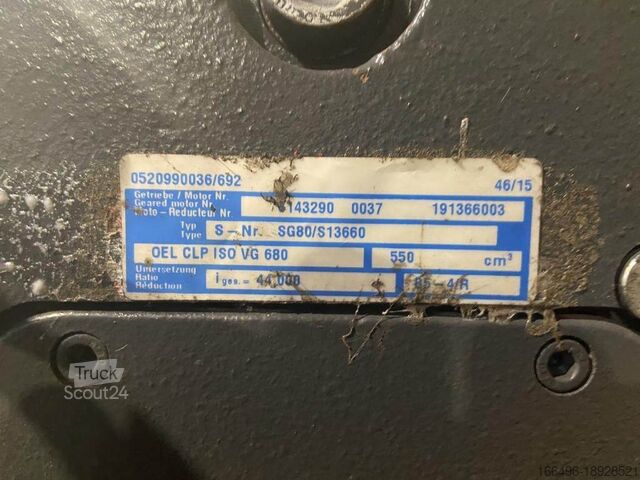 0520990036/692 46/15
Getriebe / Motor Nr.
Geared motor Nr.
Moto - Reducteur Nr.
143290 0037 191366003
Typ
Type
S - Nr. SG80/S13660
OEL CLP ISO VG 680 550 cm³
Untersetzung
Ratio
Réduction
i ges. = 44,000
Truck
Scout24
166496-18928521